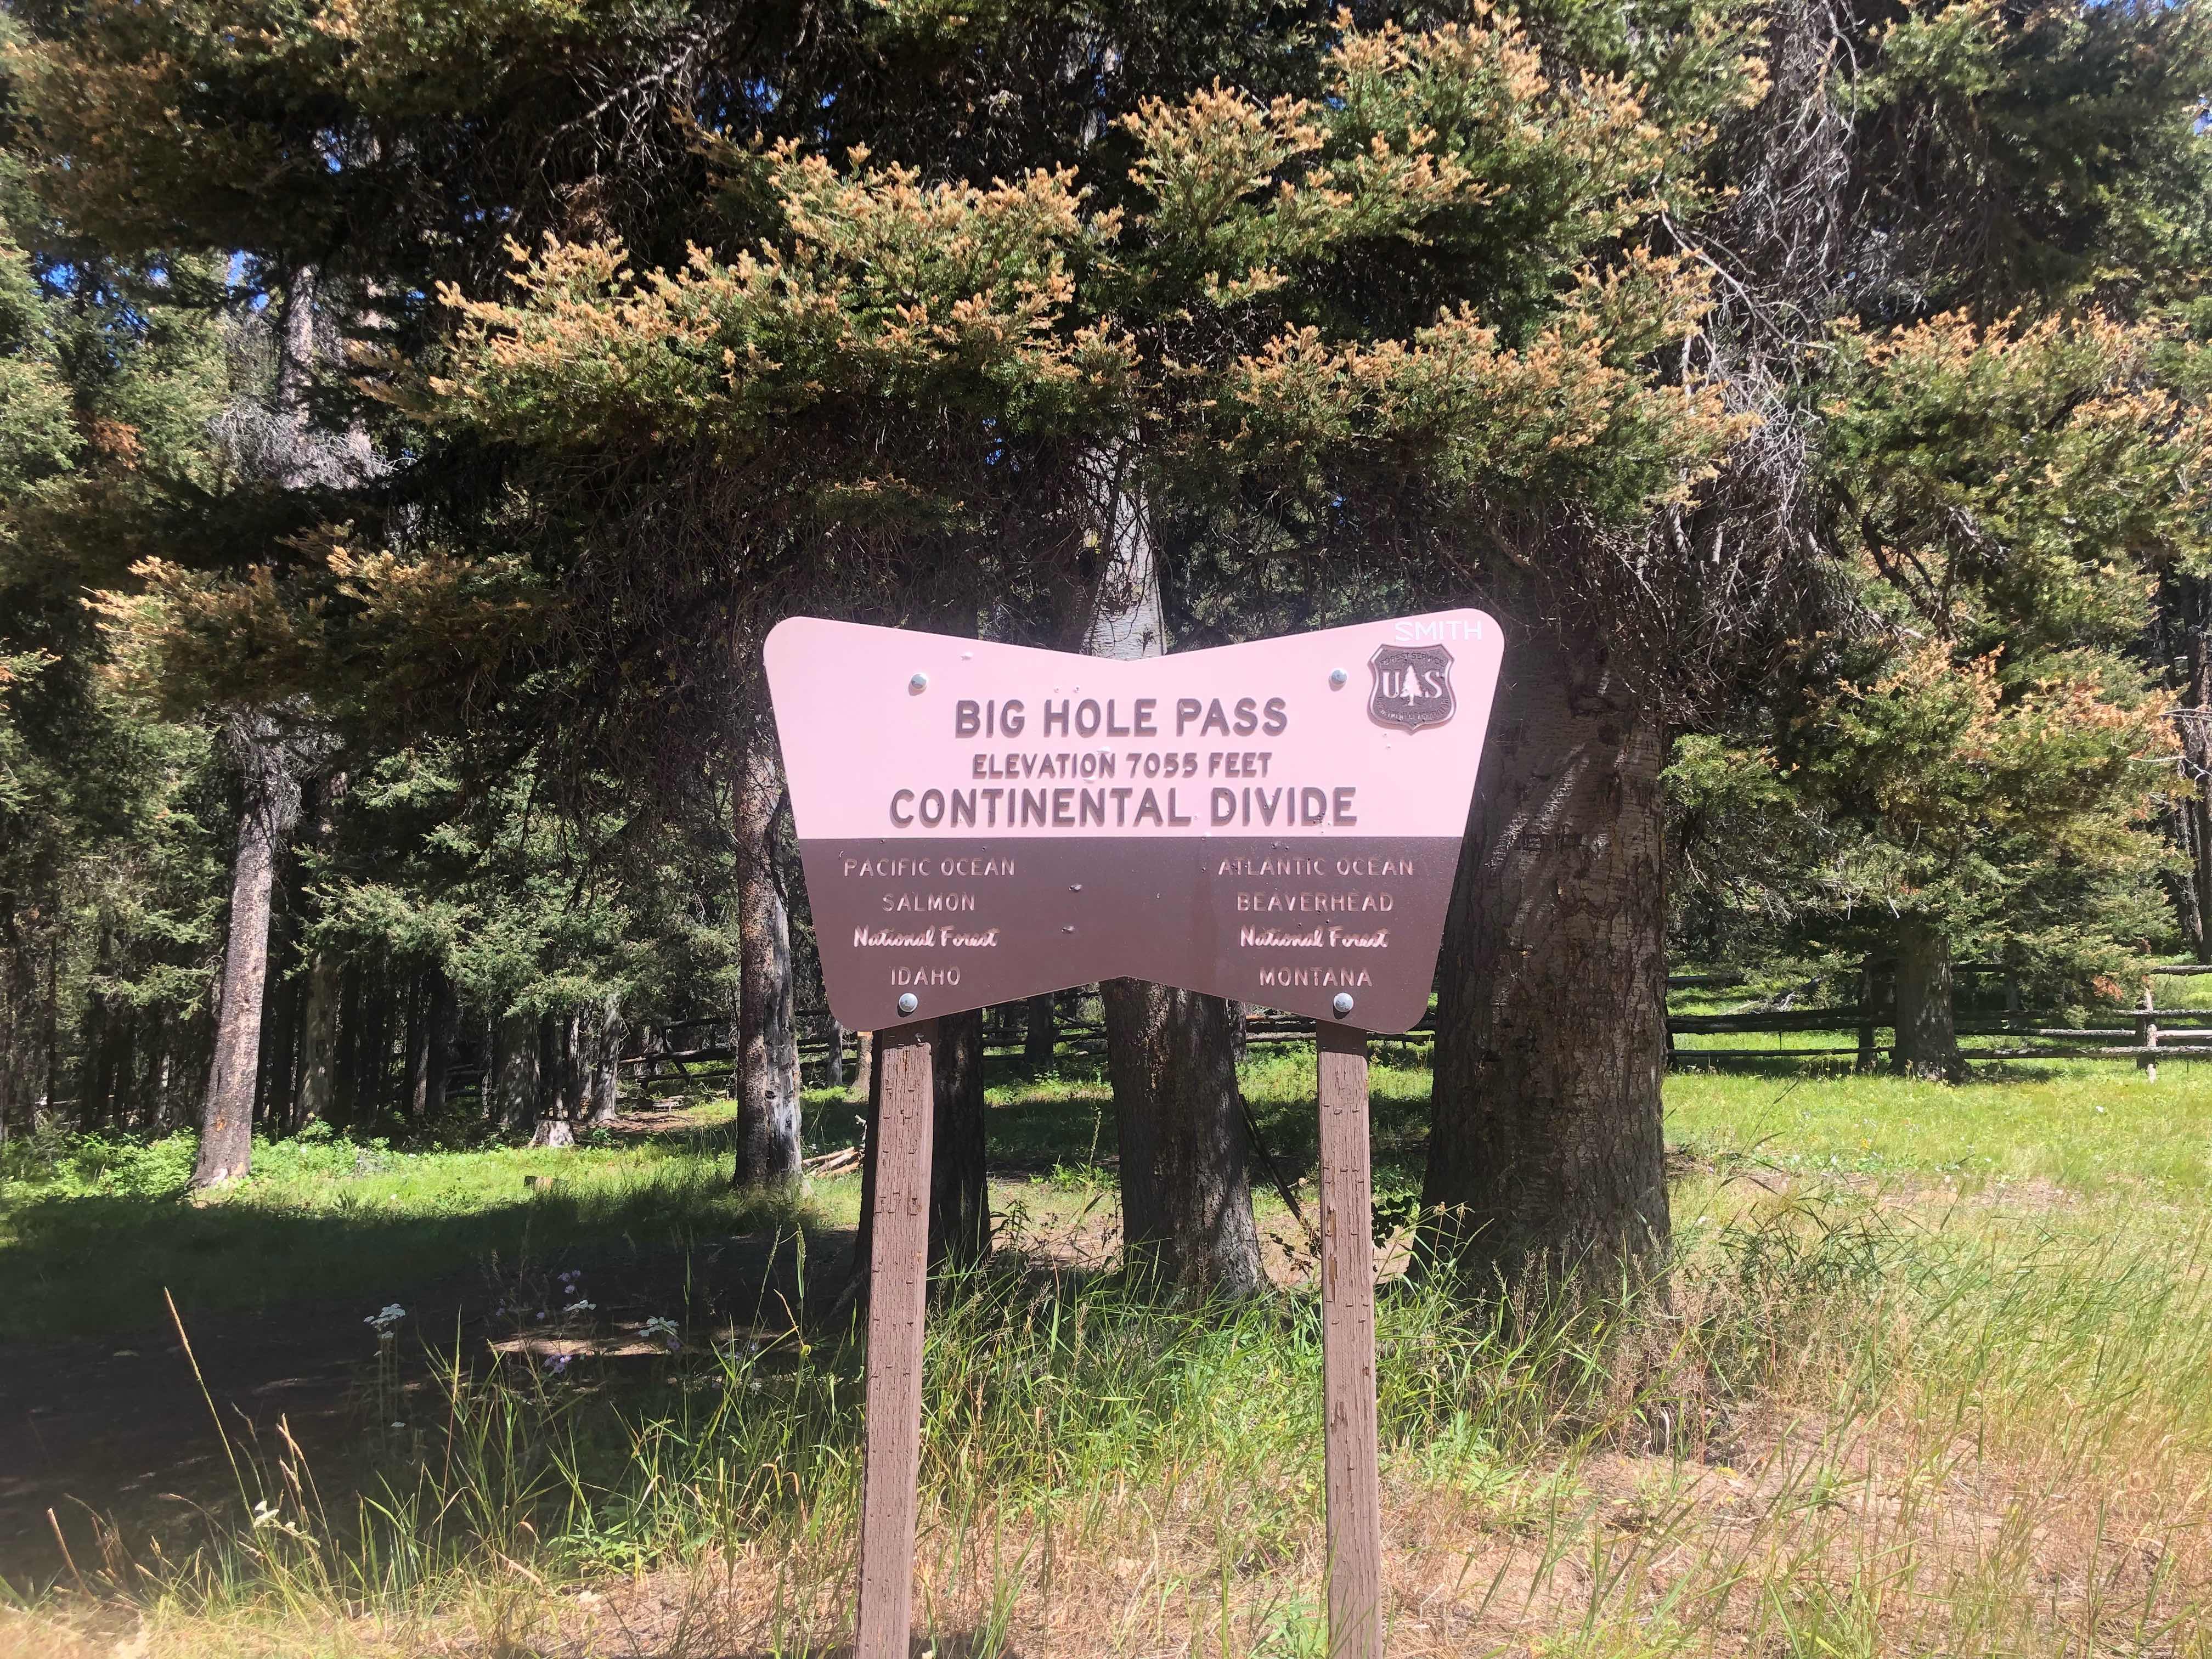 SMITH
US
BIG HOLE PASS
ELEVATION 7055 FEET
CONTINENTAL DIVIDE
PACIFIC OCEAN
SALMON
National Forest
IDAHO
ATLANTIC OCEAN
BEAVERHEAD
National Forest
MONTANA